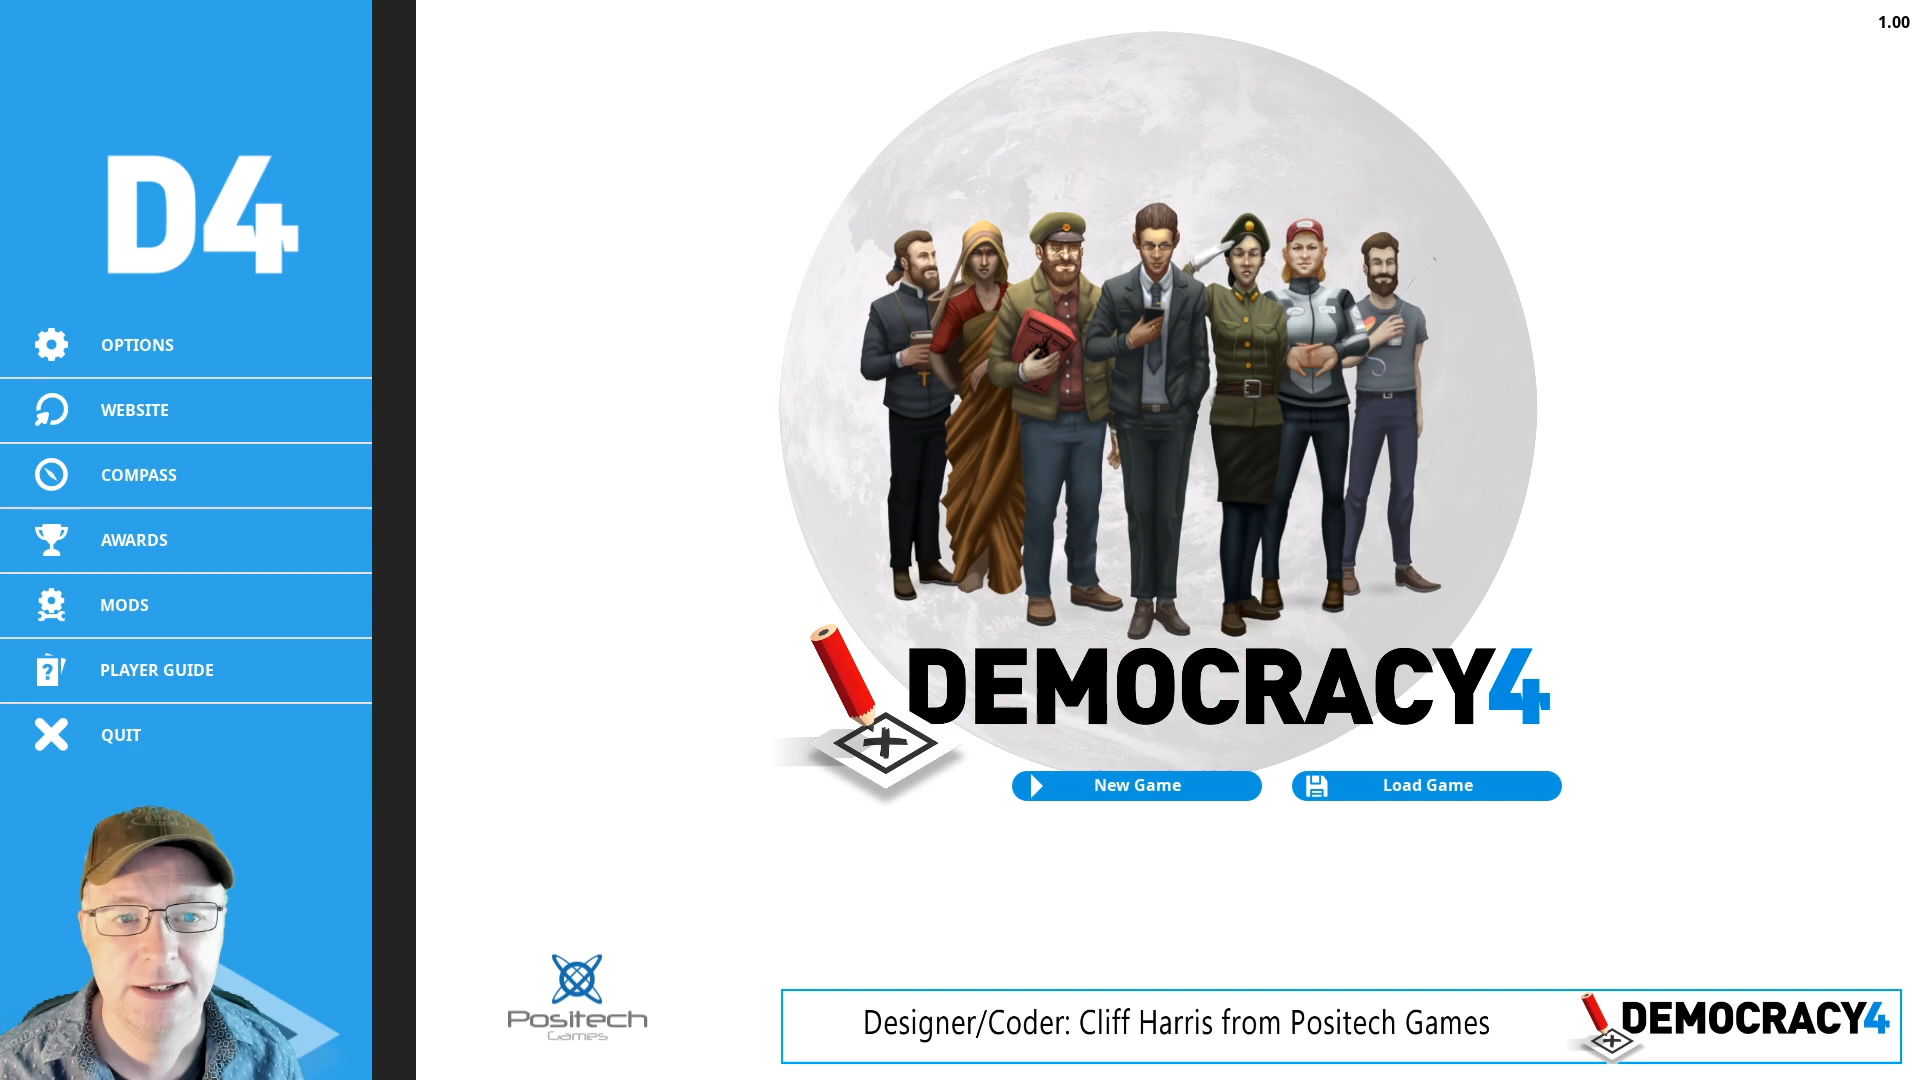 1.00
D4
OPTIONS
WEBSITE
COMPASS
AWARDS
MODS
PLAYER GUIDE
QUIT
DEMOCRACY4
New Game
Load Game
Positech
Games
Designer/Coder: Cliff Harris from Positech Games
DEMOCRACY4